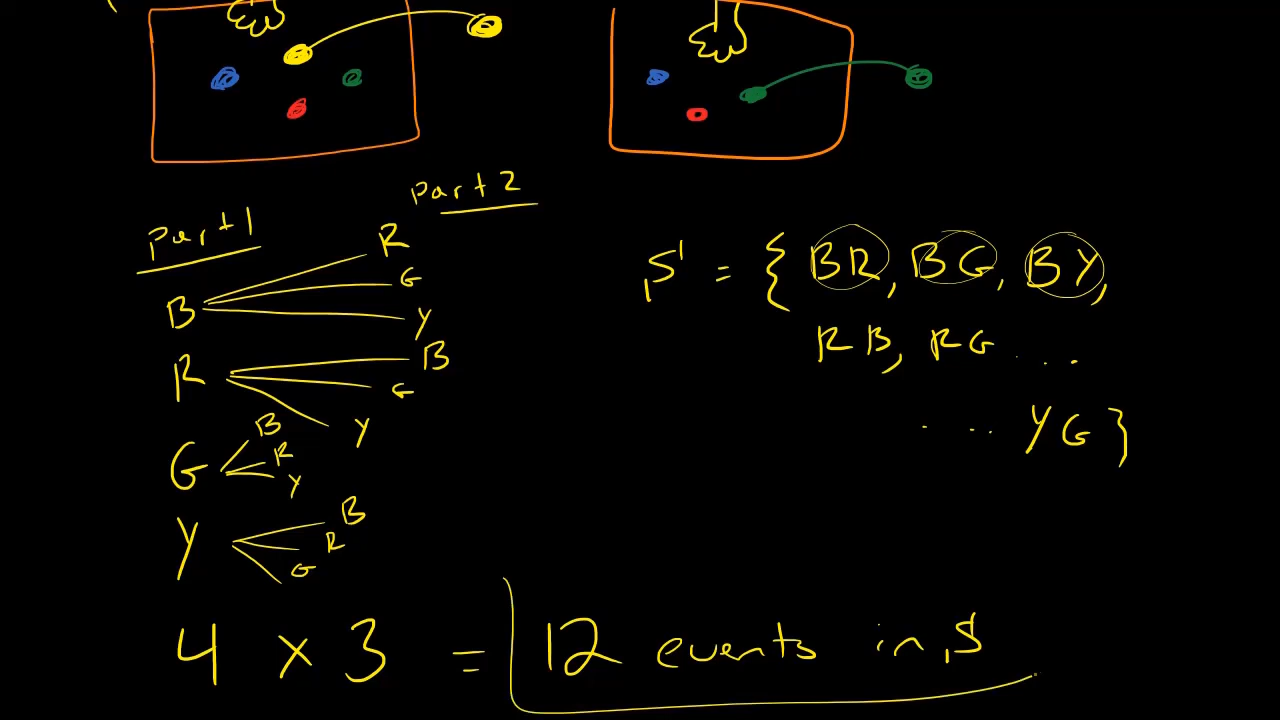 Part 1
Part 2
B
R
G
Y
R
B
G
Y
G
B
R
Y
Y
B
R
G
S = { BR, BG, BY,
RB, RG ...
.... YG }
4 x 3 = 12 events in S